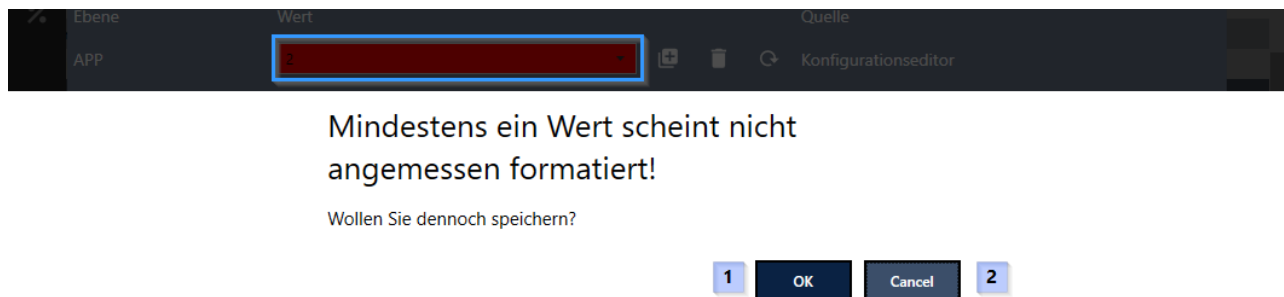 Ebene Wert Quelle
APP 2 Konfigurationseditor
Mindestens ein Wert scheint nicht
angemessen formatiert!
Wollen Sie dennoch speichern?
1 OK Cancel 2